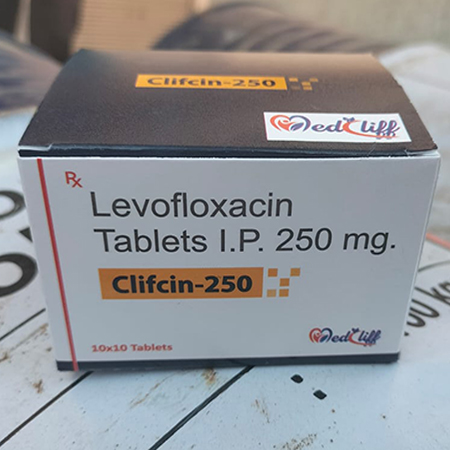 Clifcin-250
MedCliff
Rx
Levofloxacin
Tablets I.P. 250 mg.
Clifcin-250
10x10 Tablets
MedCliff